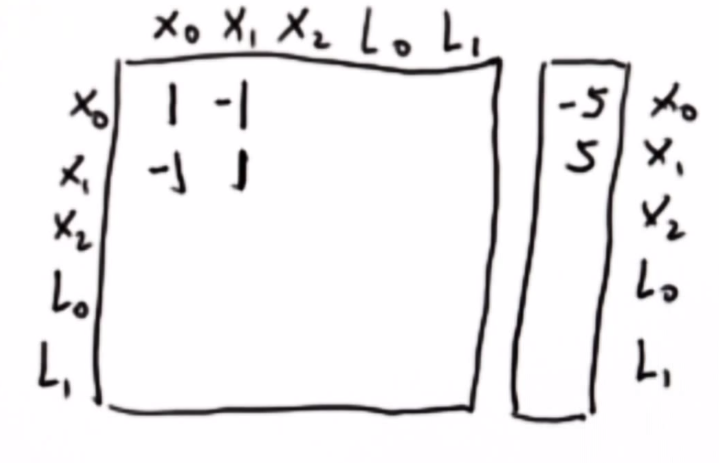 X₀ X₁ X₂ L₀ L₁
X₀ 1 -1 -5 X₀
X₁ -1 1 5 X₁
X₂ X₂
L₀ L₀
L₁ L₁